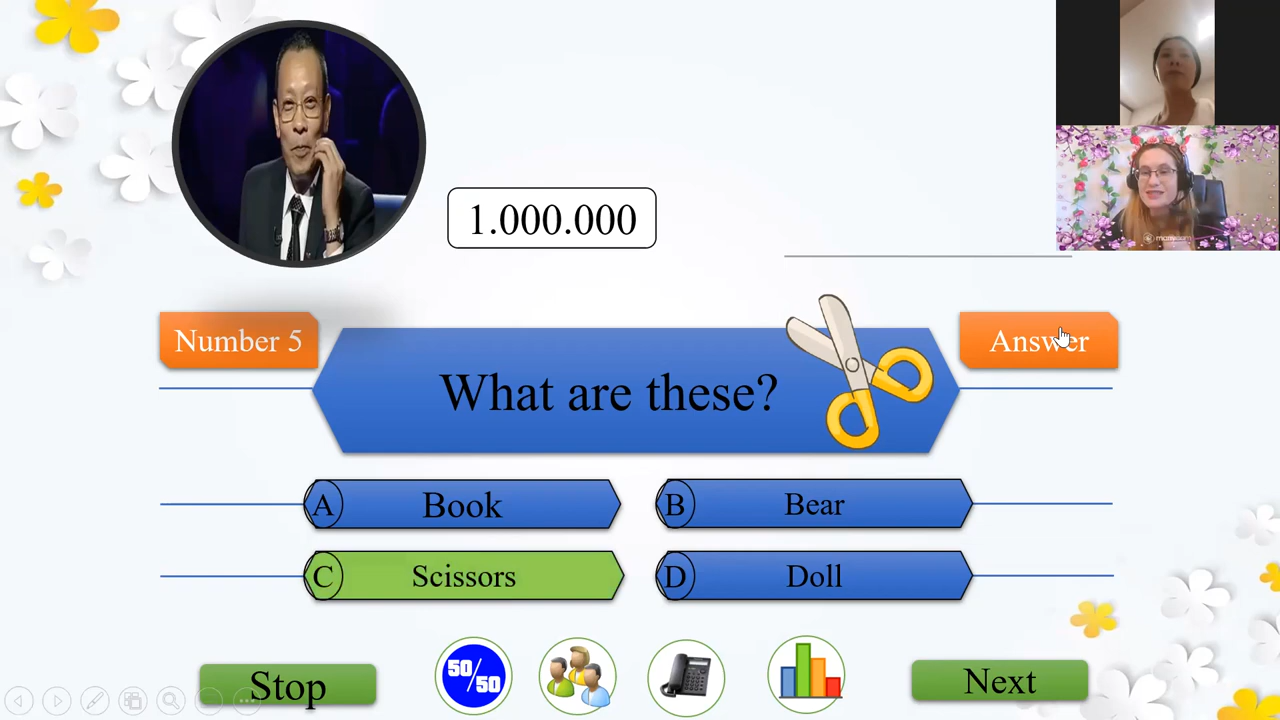 1.000.000
Number 5
What are these?
Answer
A Book
B Bear
C Scissors
D Doll
Stop
50/50
Next